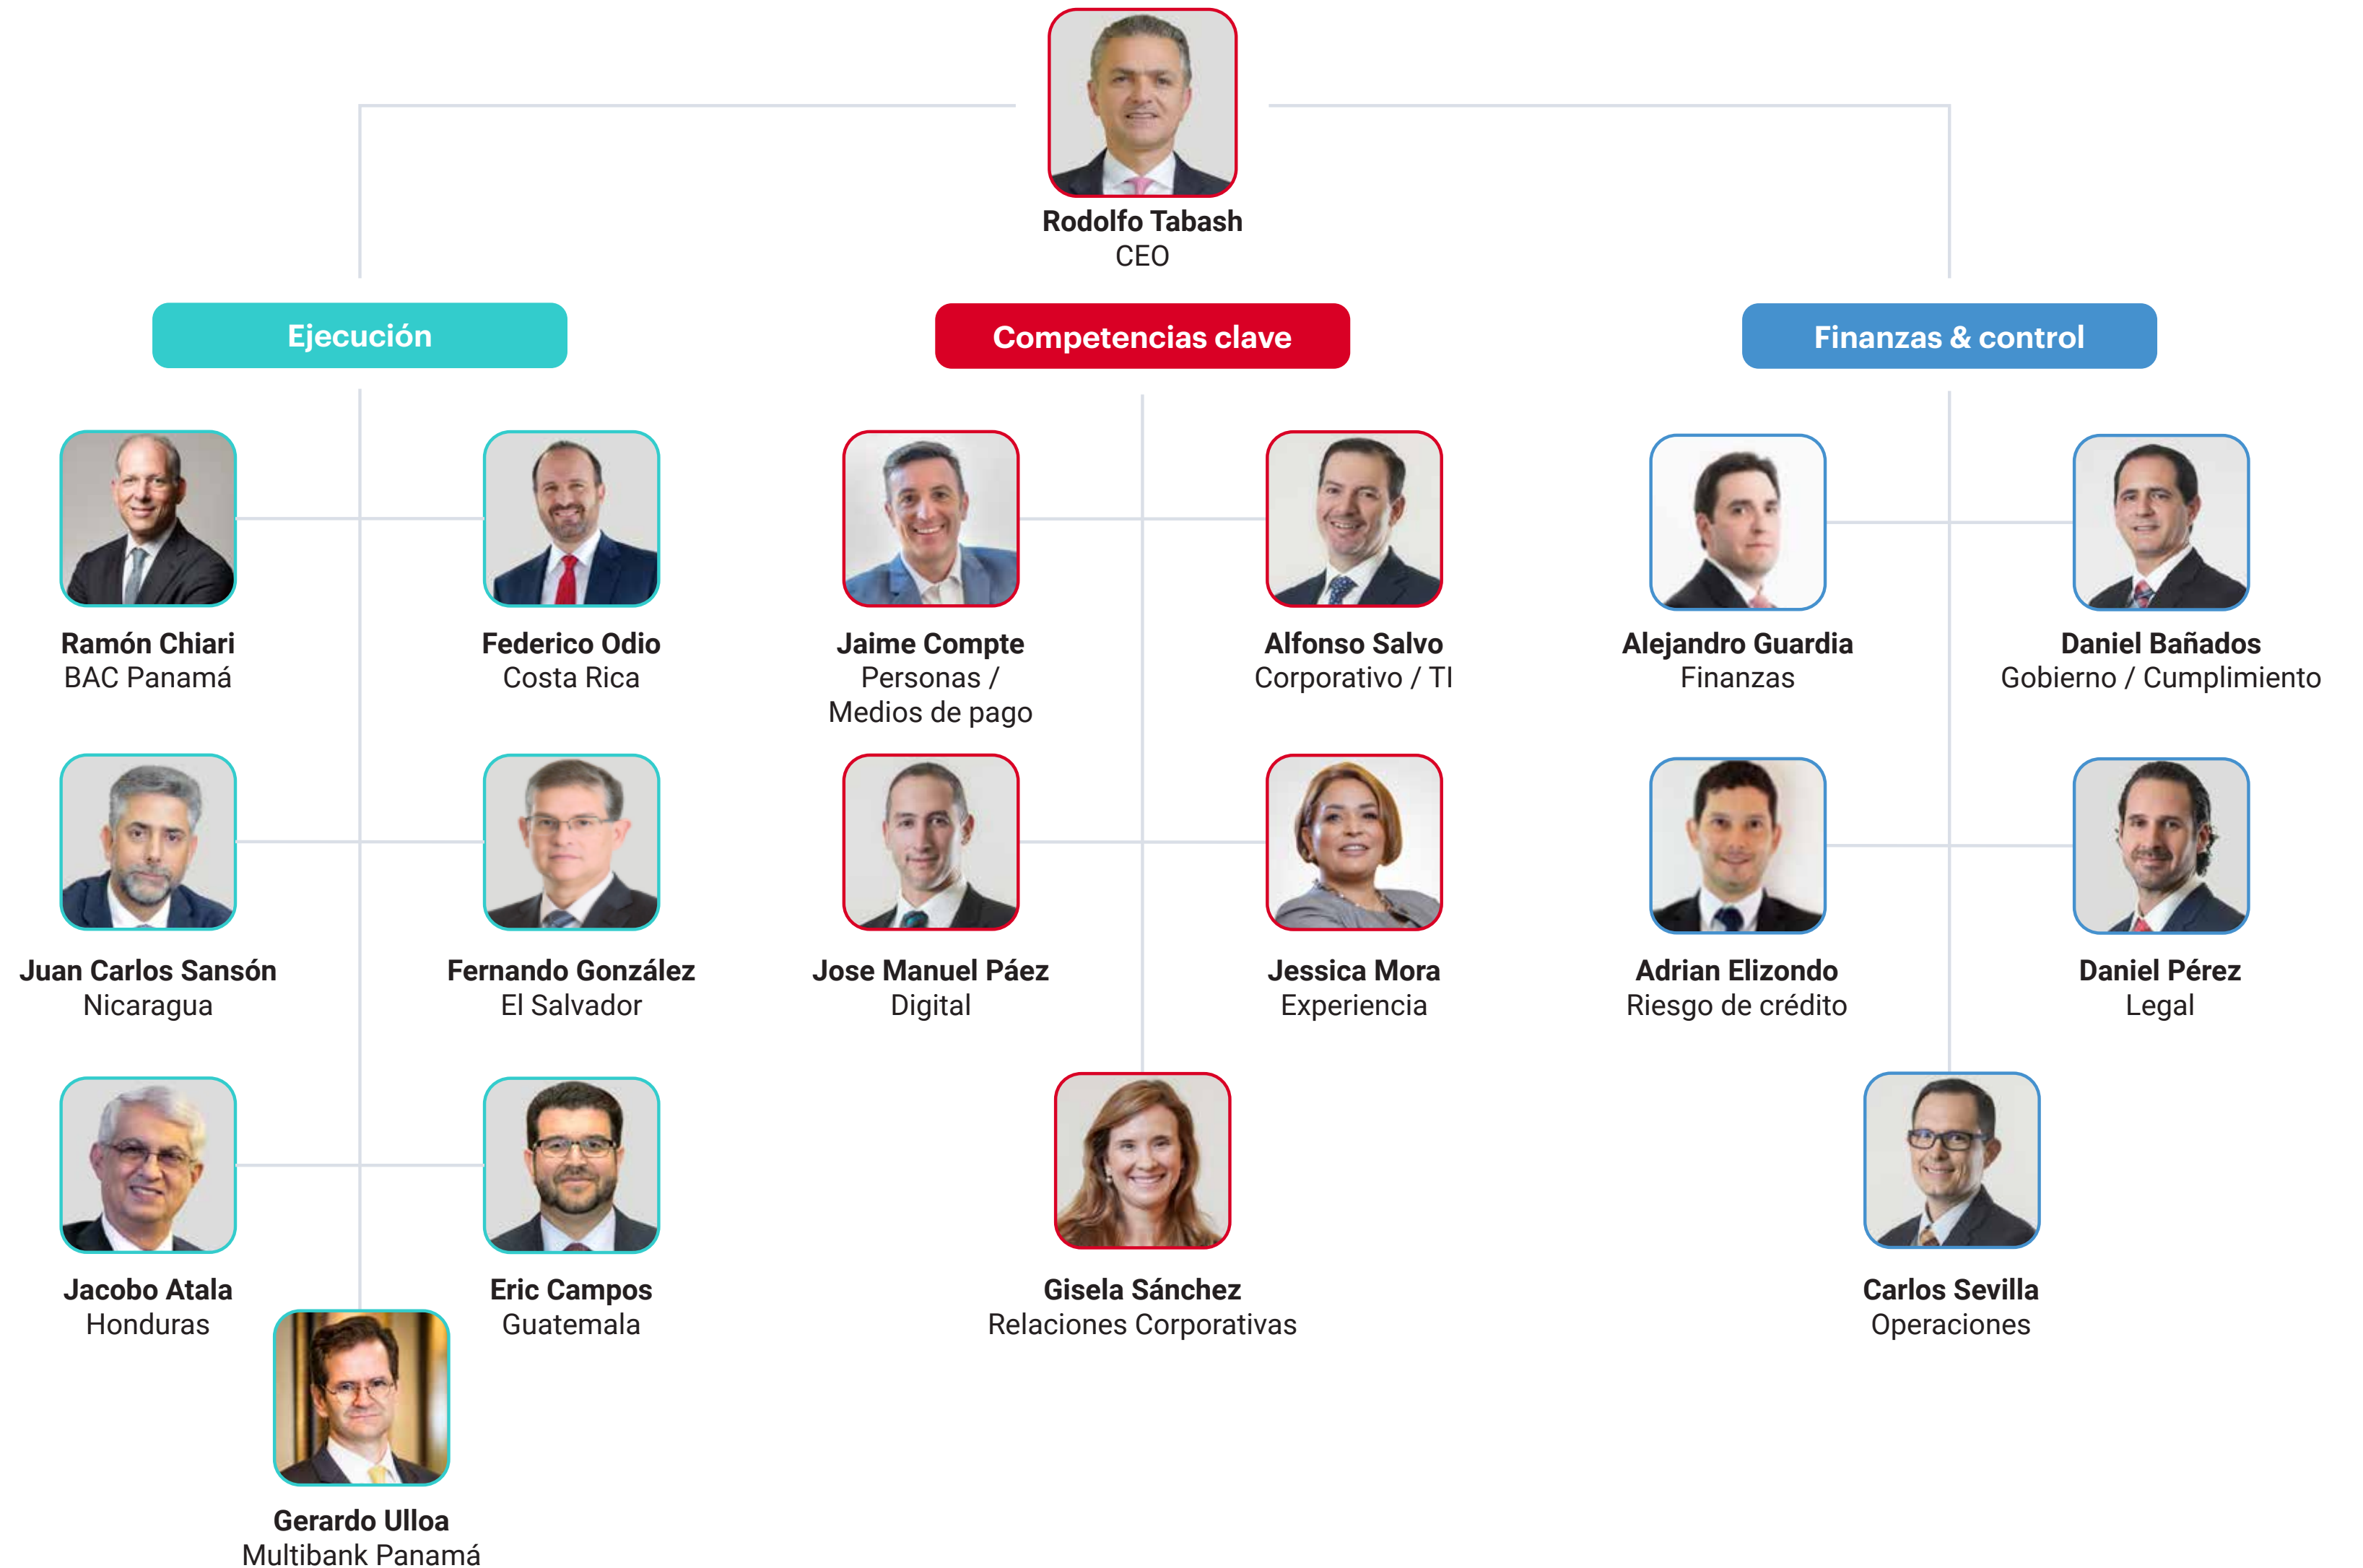 Rodolfo Tabash
CEO
Ejecución
Ramón Chiari
BAC Panamá
Federico Odio
Costa Rica
Juan Carlos Sansón
Nicaragua
Fernando González
El Salvador
Jacobo Atala
Honduras
Eric Campos
Guatemala
Gerardo Ulloa
Multibank Panamá
Competencias clave
Jaime Compte
Personas /
Medios de pago
Alfonso Salvo
Corporativo / TI
Jose Manuel Páez
Digital
Jessica Mora
Experiencia
Gisela Sánchez
Relaciones Corporativas
Finanzas & control
Alejandro Guardia
Finanzas
Daniel Bañados
Gobierno / Cumplimiento
Adrian Elizondo
Riesgo de crédito
Daniel Pérez
Legal
Carlos Sevilla
Operaciones